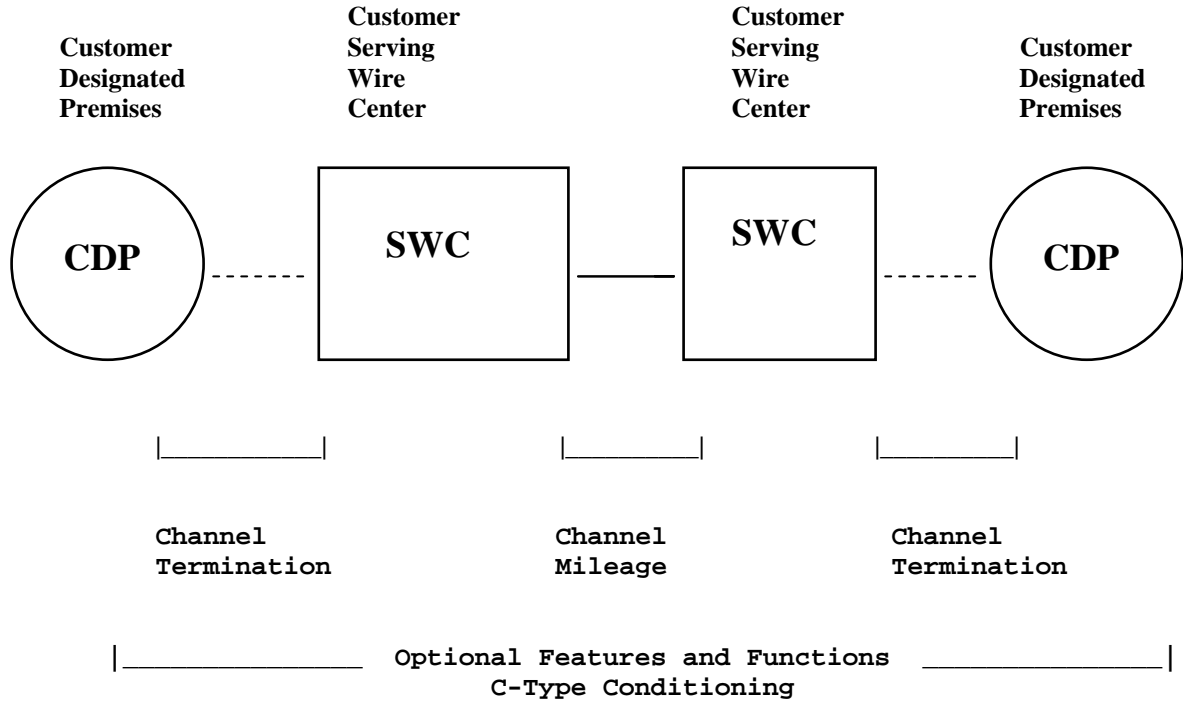 Customer
Designated
Premises
Customer
Serving
Wire
Center
Customer
Serving
Wire
Center
Customer
Designated
Premises
CDP
SWC
SWC
CDP
Channel
Termination
Channel
Mileage
Channel
Termination
Optional Features and Functions
C-Type Conditioning